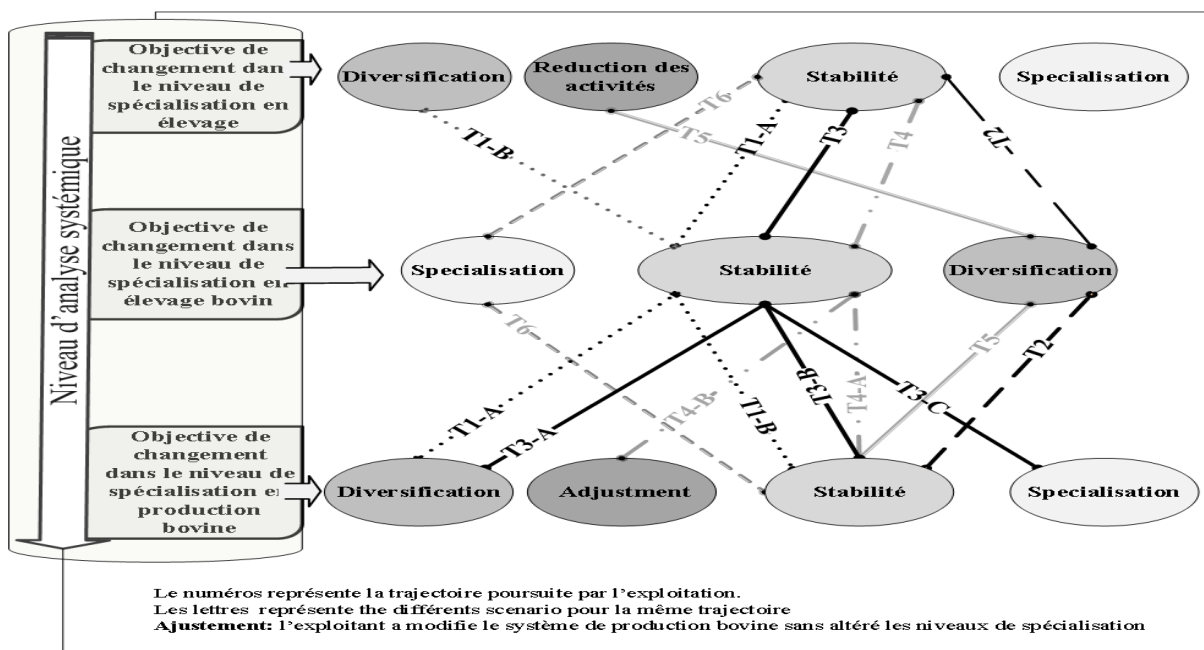 Niveau d'analyse systémique
Objective de
changement dan
le niveau de
spécialisation en
élevage
Diversification
Reduction des
activités
Stabilité
Specialisation
T6
T1-B
T5
T1-A
T3
T4
T2
Objective de
changement dans
le niveau de
spécialisation en
élevage bovin
Specialisation
Stabilité
Diversification
T6
T1-A
T3-A
T4-B
T1-B
T3-B
T4-A
T3-C
T5
T2
Objective de
changement
dans le niveau de
spécialisation e
production
bovine
Diversification
Adjustment
Stabilité
Specialisation
Le numéros représente la trajectoire poursuite par l'exploitation.
Les lettres représente the différents scenario pour la même trajectoire
Ajustement: l'exploitant a modifie le système de production bovine sans altéré les niveaux de spécialisation